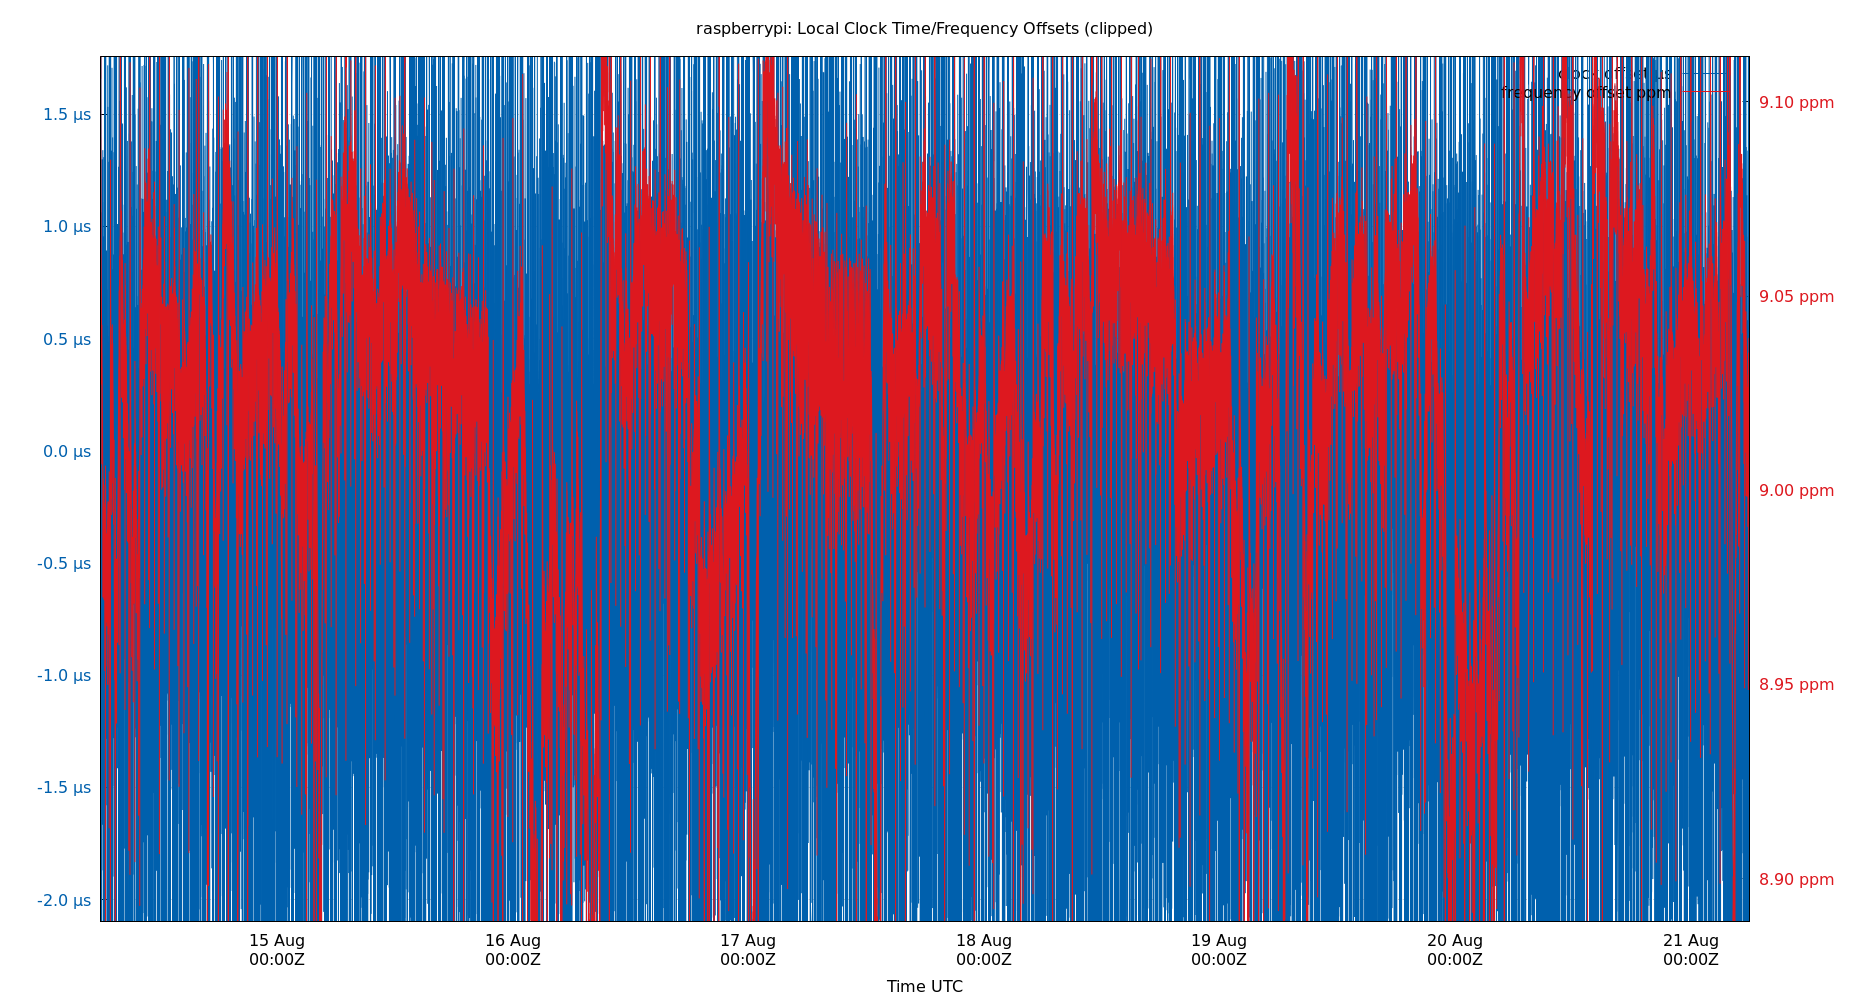 raspberrypi: Local Clock Time/Frequency Offsets (clipped)
clock offset µs
frequency offset ppm
1.5 µs
1.0 µs
0.5 µs
0.0 µs
-0.5 µs
-1.0 µs
-1.5 µs
-2.0 µs
9.10 ppm
9.05 ppm
9.00 ppm
8.95 ppm
8.90 ppm
15 Aug
00:00Z
16 Aug
00:00Z
17 Aug
00:00Z
18 Aug
00:00Z
19 Aug
00:00Z
20 Aug
00:00Z
21 Aug
00:00Z
Time UTC